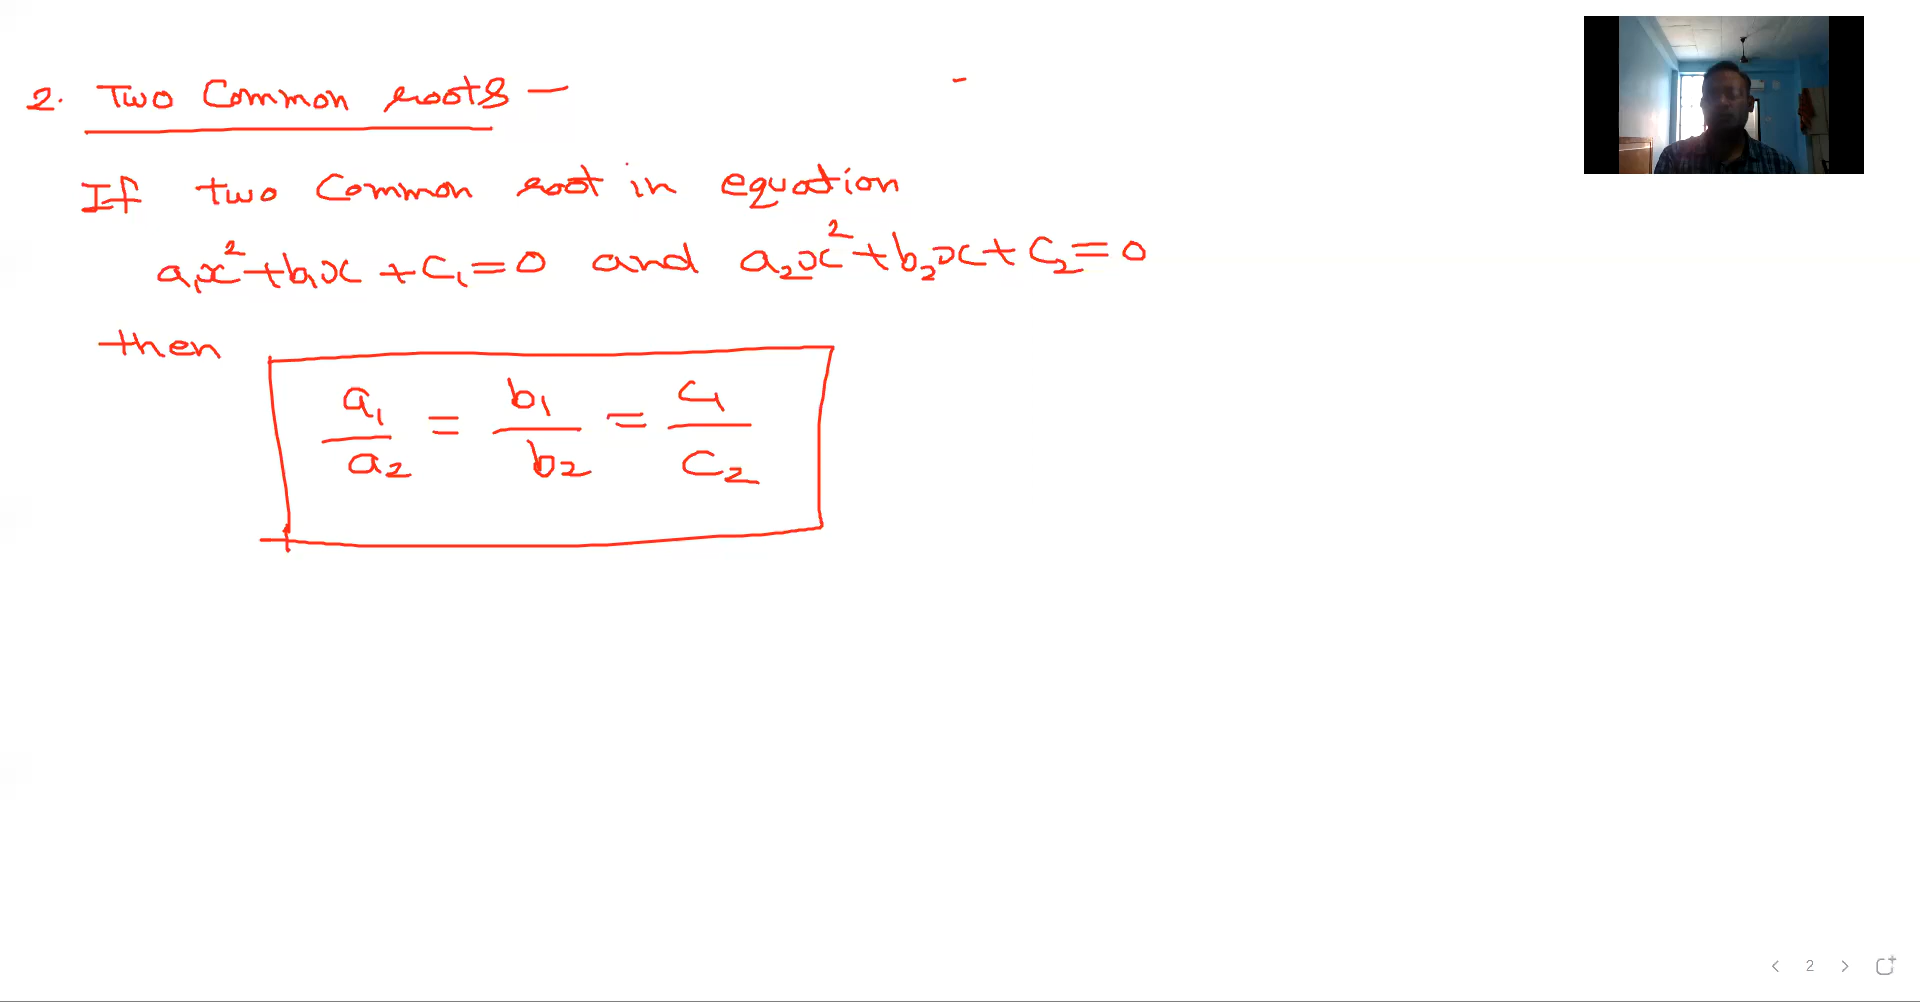 2. Two Common roots -
If two Common root in equation
a₁x²+b₁x+c₁=0 and a₂x²+b₂x+c₂=0
then
a₁/a₂ = b₁/b₂ = c₁/c₂
< 2 >